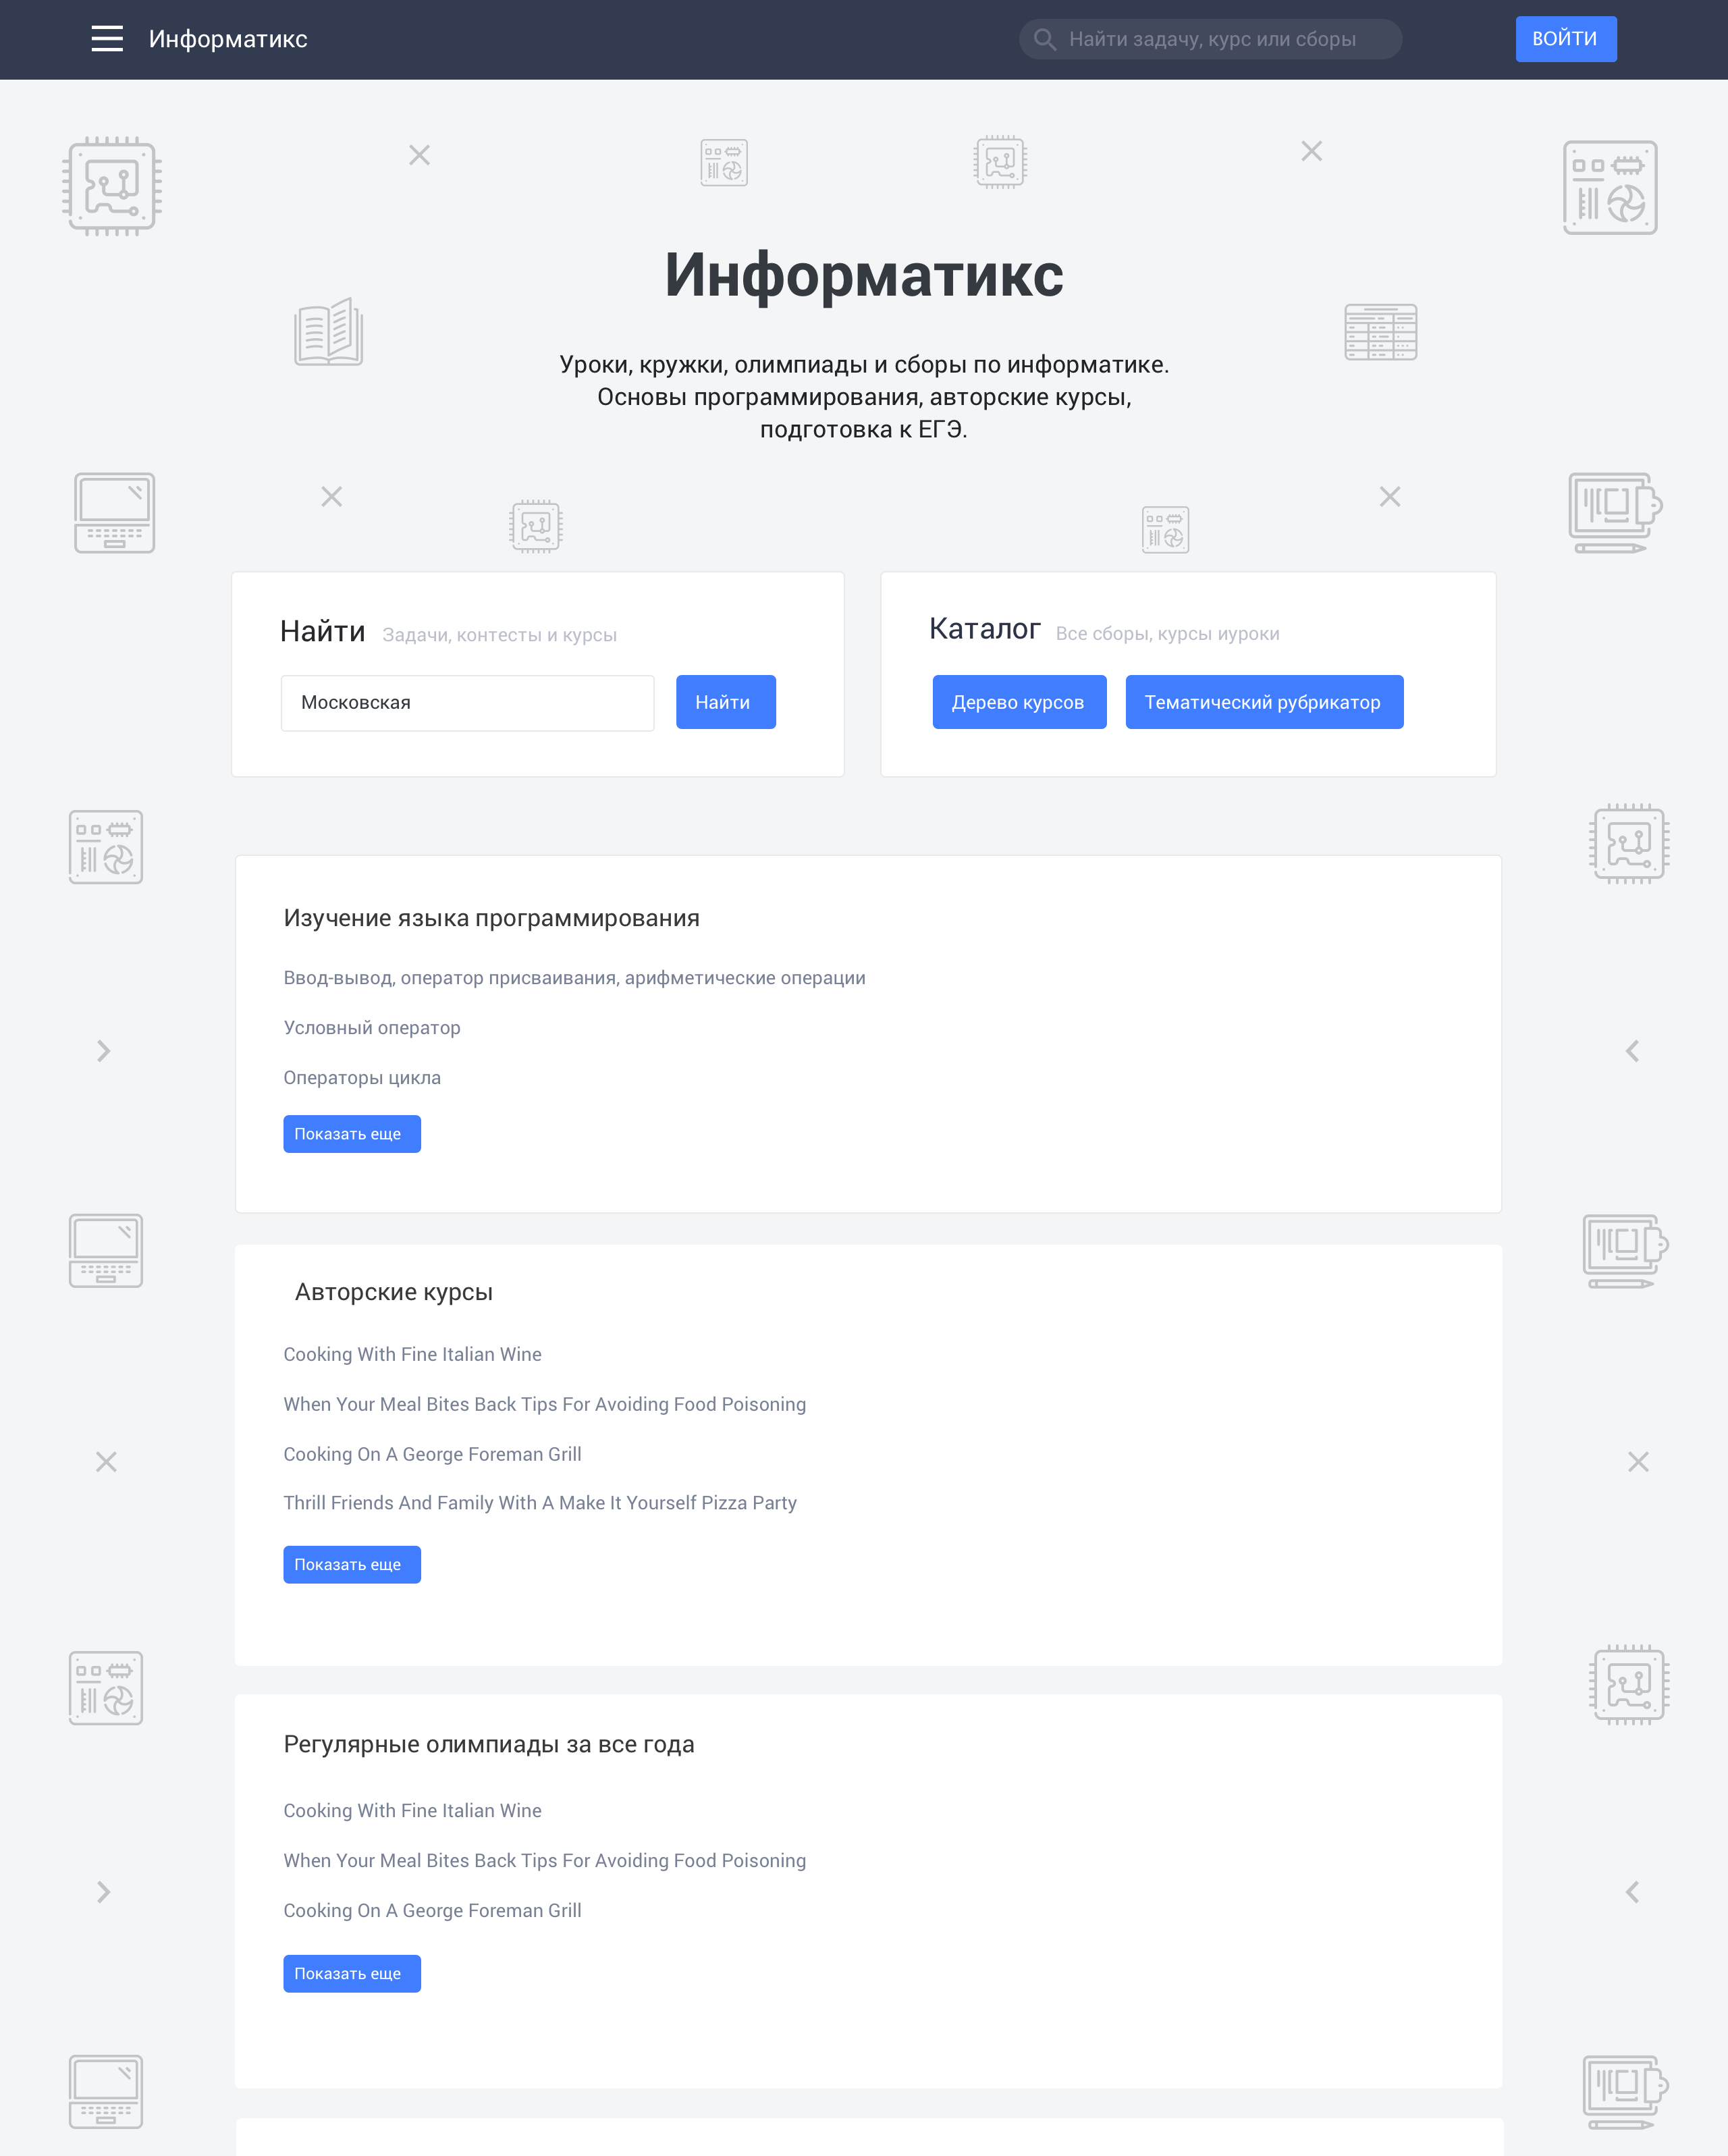 Информатикс
Найти задачу, курс или сборы
ВОЙТИ
Информатикс
Уроки, кружки, олимпиады и сборы по информатике.
Основы программирования, авторские курсы,
подготовка к ЕГЭ.
Найти
Задачи, контесты и курсы
Московская
Найти
Каталог
Все сборы, курсы иуроки
Дерево курсов
Тематический рубрикатор
Изучение языка программирования
Ввод-вывод, оператор присваивания, арифметические операции
Условный оператор
Операторы цикла
Показать еще
Авторские курсы
Cooking With Fine Italian Wine
When Your Meal Bites Back Tips For Avoiding Food Poisoning
Cooking On A George Foreman Grill
Thrill Friends And Family With A Make It Yourself Pizza Party
Показать еще
Регулярные олимпиады за все года
Cooking With Fine Italian Wine
When Your Meal Bites Back Tips For Avoiding Food Poisoning
Cooking On A George Foreman Grill
Показать еще